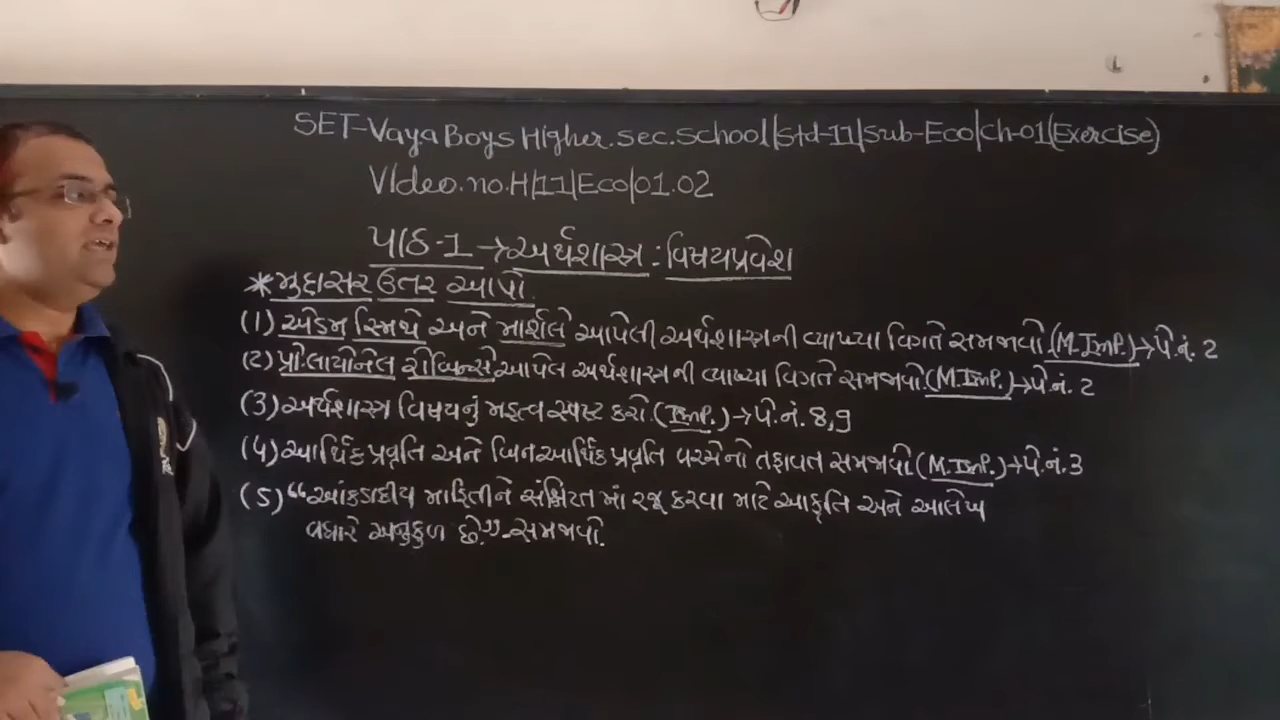 SET-Vaya Boys Higher.sec.school|std-11|sub-Eco|ch-01(Exercise)
Video.no.H|11|Eco|01.02
પાઠ-1 → અર્થશાસ્ત્ર : વિષયપ્રવેશ
* મુદ્દાસર ઉતર આપો.
(1) એડમ સ્મિથે અને માર્શલે આપેલી અર્થશાસ્ત્રની વ્યાખ્યા વિગતે સમજાવો.(M.Imp.)→પે.નં. 2
(2) પ્રો.લાયોનેલ રોબિન્સે આપેલ અર્થશાસ્ત્રની વ્યાખ્યા વિગતે સમજાવો.(M.Imp.)→પે.નં. 2
(3) અર્થશાસ્ત્ર વિષયનું મહત્વ સ્પષ્ટ કરો.(Imp.)→પે.નં. 8,9
(4) આર્થિક પ્રવૃતિ અને બિનઆર્થિક પ્રવૃતિ વચ્ચેનો તફાવત સમજાવો(M.Imp.)→પે.નં.3
(5) “આંકડાકીય માહિતીને સંક્ષિપ્ત માં રજૂ કરવા માટે આકૃતિ અને આલેખ
વધારે અનુકુળ છે.”-સમજાવો.